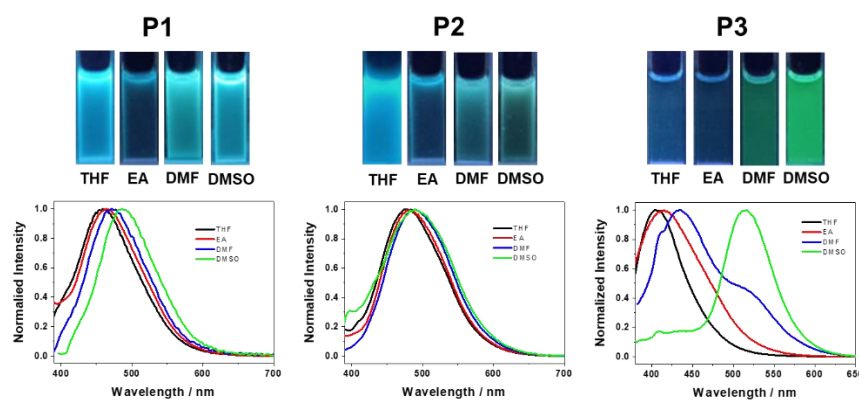 P1
THF EA DMF DMSO
Normalied Intensity
1.0
0.8
0.6
0.4
0.2
0.0
THF
EA
DMF
DMSO
400 500 600 700
Wavelength / nm
P2
THF EA DMF DMSO
Normalied Intensity
1.0
0.8
0.6
0.4
0.2
0.0
THF
EA
DMF
DMSO
400 500 600 700
Wavelength / nm
P3
THF EA DMF DMSO
Normalized Intensity
1.0
0.8
0.6
0.4
0.2
0.0
THF
EA
DMF
DMSO
400 450 500 550 600 650
Wavelength / nm